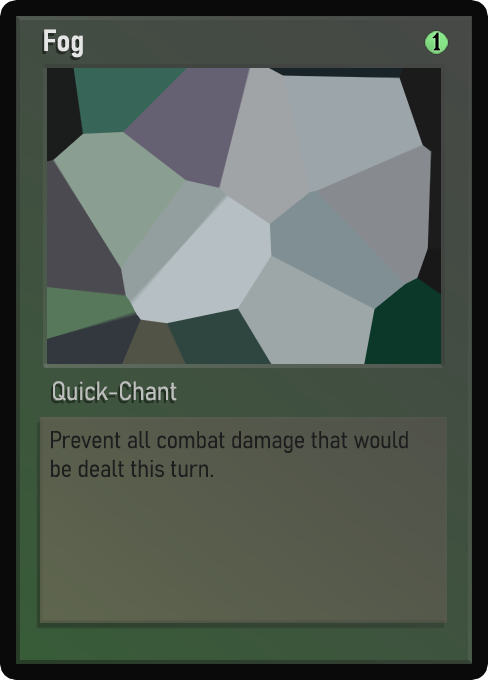 Fog
1
Quick-Chant
Prevent all combat damage that would
be dealt this turn.